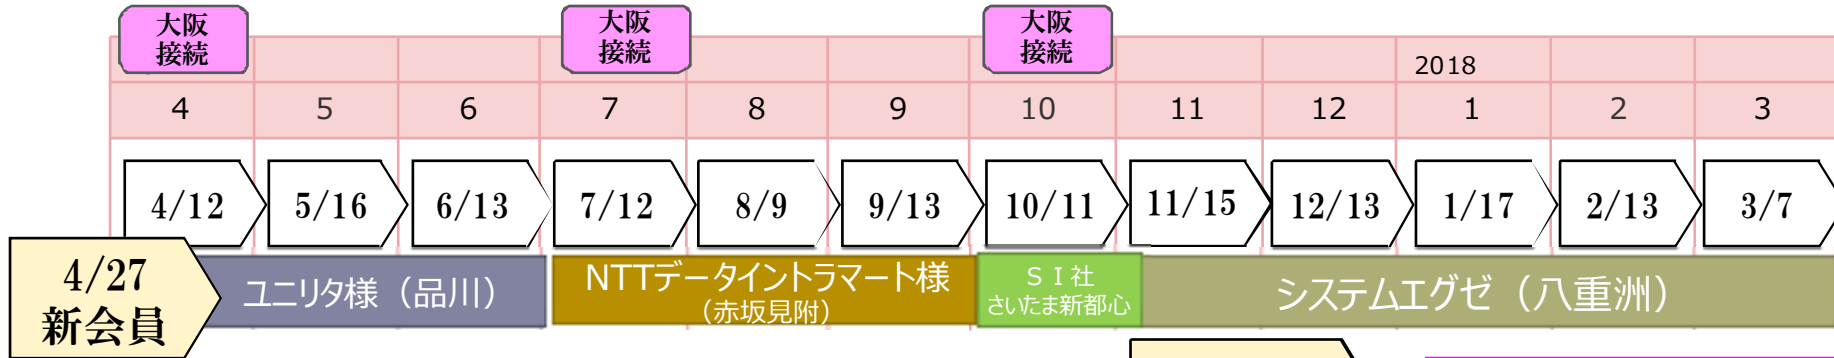 大阪
接続
大阪
接続
大阪
接続
2018
4 5 6 7 8 9 10 11 12 1 2 3
4/12 5/16 6/13 7/12 8/9 9/13 10/11 11/15 12/13 1/17 2/13 3/7
4/27
新会員
ユニリタ様（品川）
NTTデータイントラマート様
（赤坂見附）
ＳＩ社
さいたま新都心
システムエグゼ（八重洲）